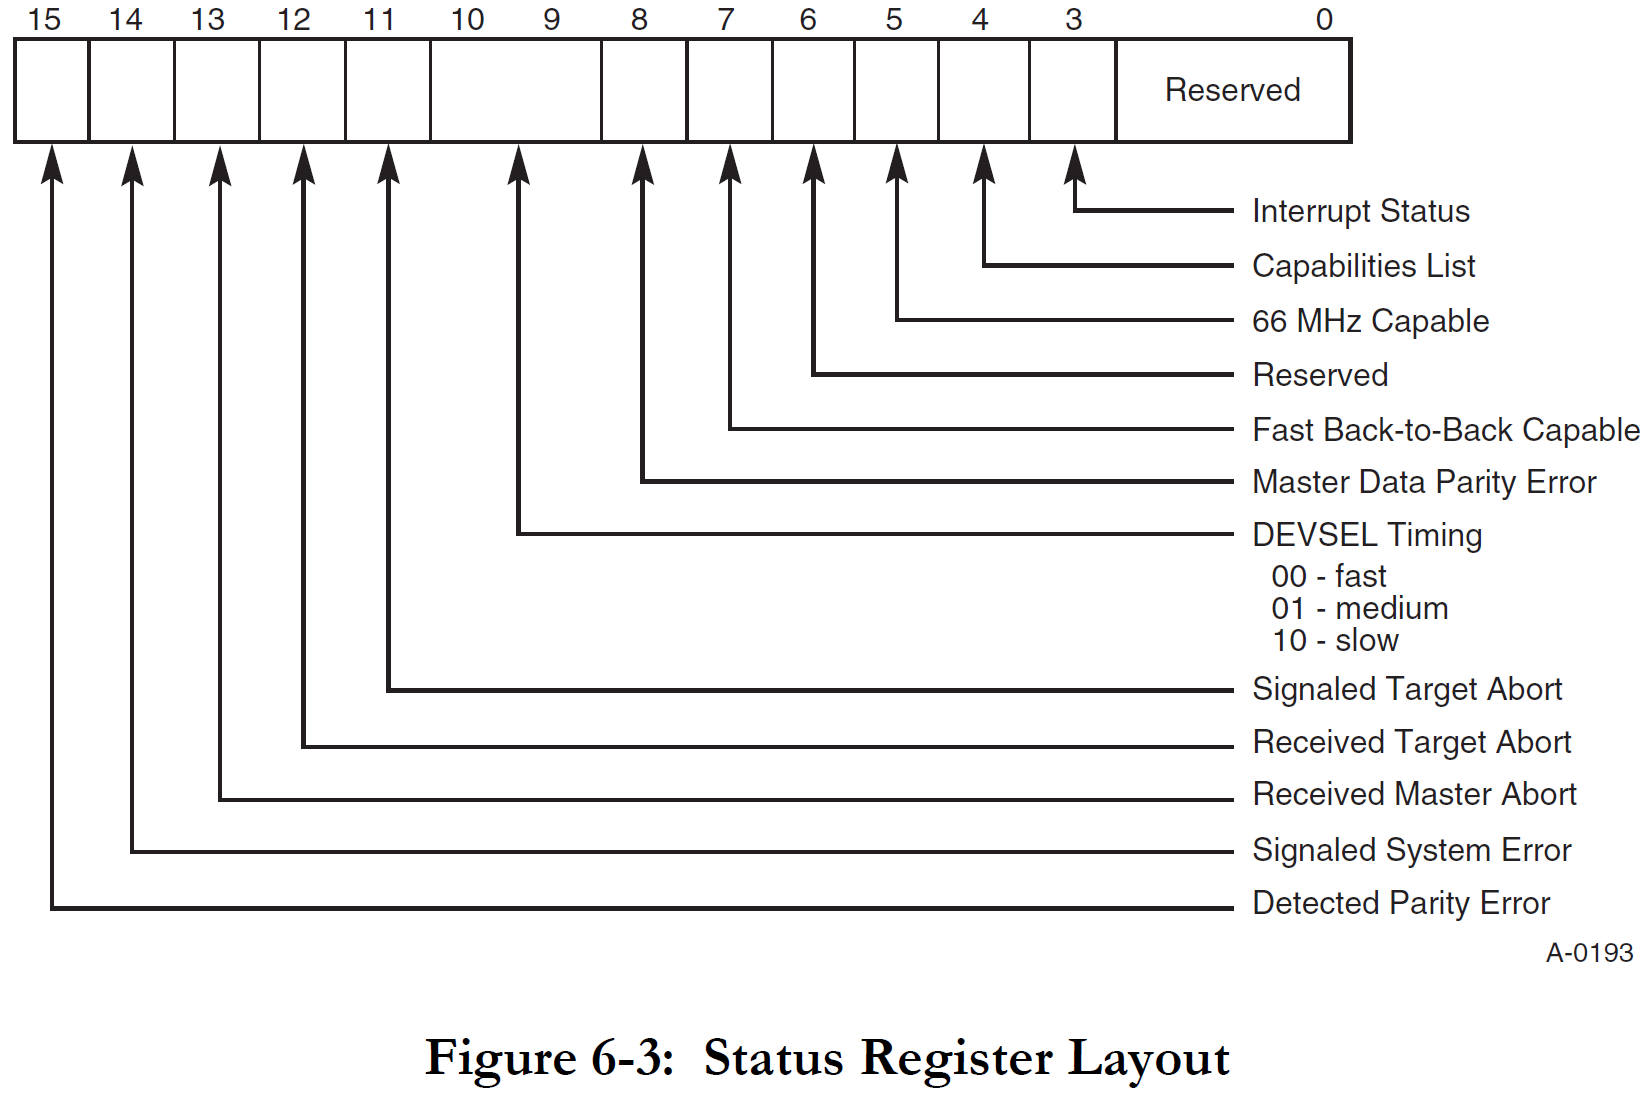 15 14 13 12 11 10 9 8 7 6 5 4 3 0
Reserved
Interrupt Status
Capabilities List
66 MHz Capable
Reserved
Fast Back-to-Back Capable
Master Data Parity Error
DEVSEL Timing
00 - fast
01 - medium
10 - slow
Signaled Target Abort
Received Target Abort
Received Master Abort
Signaled System Error
Detected Parity Error
A-0193
Figure 6-3: Status Register Layout